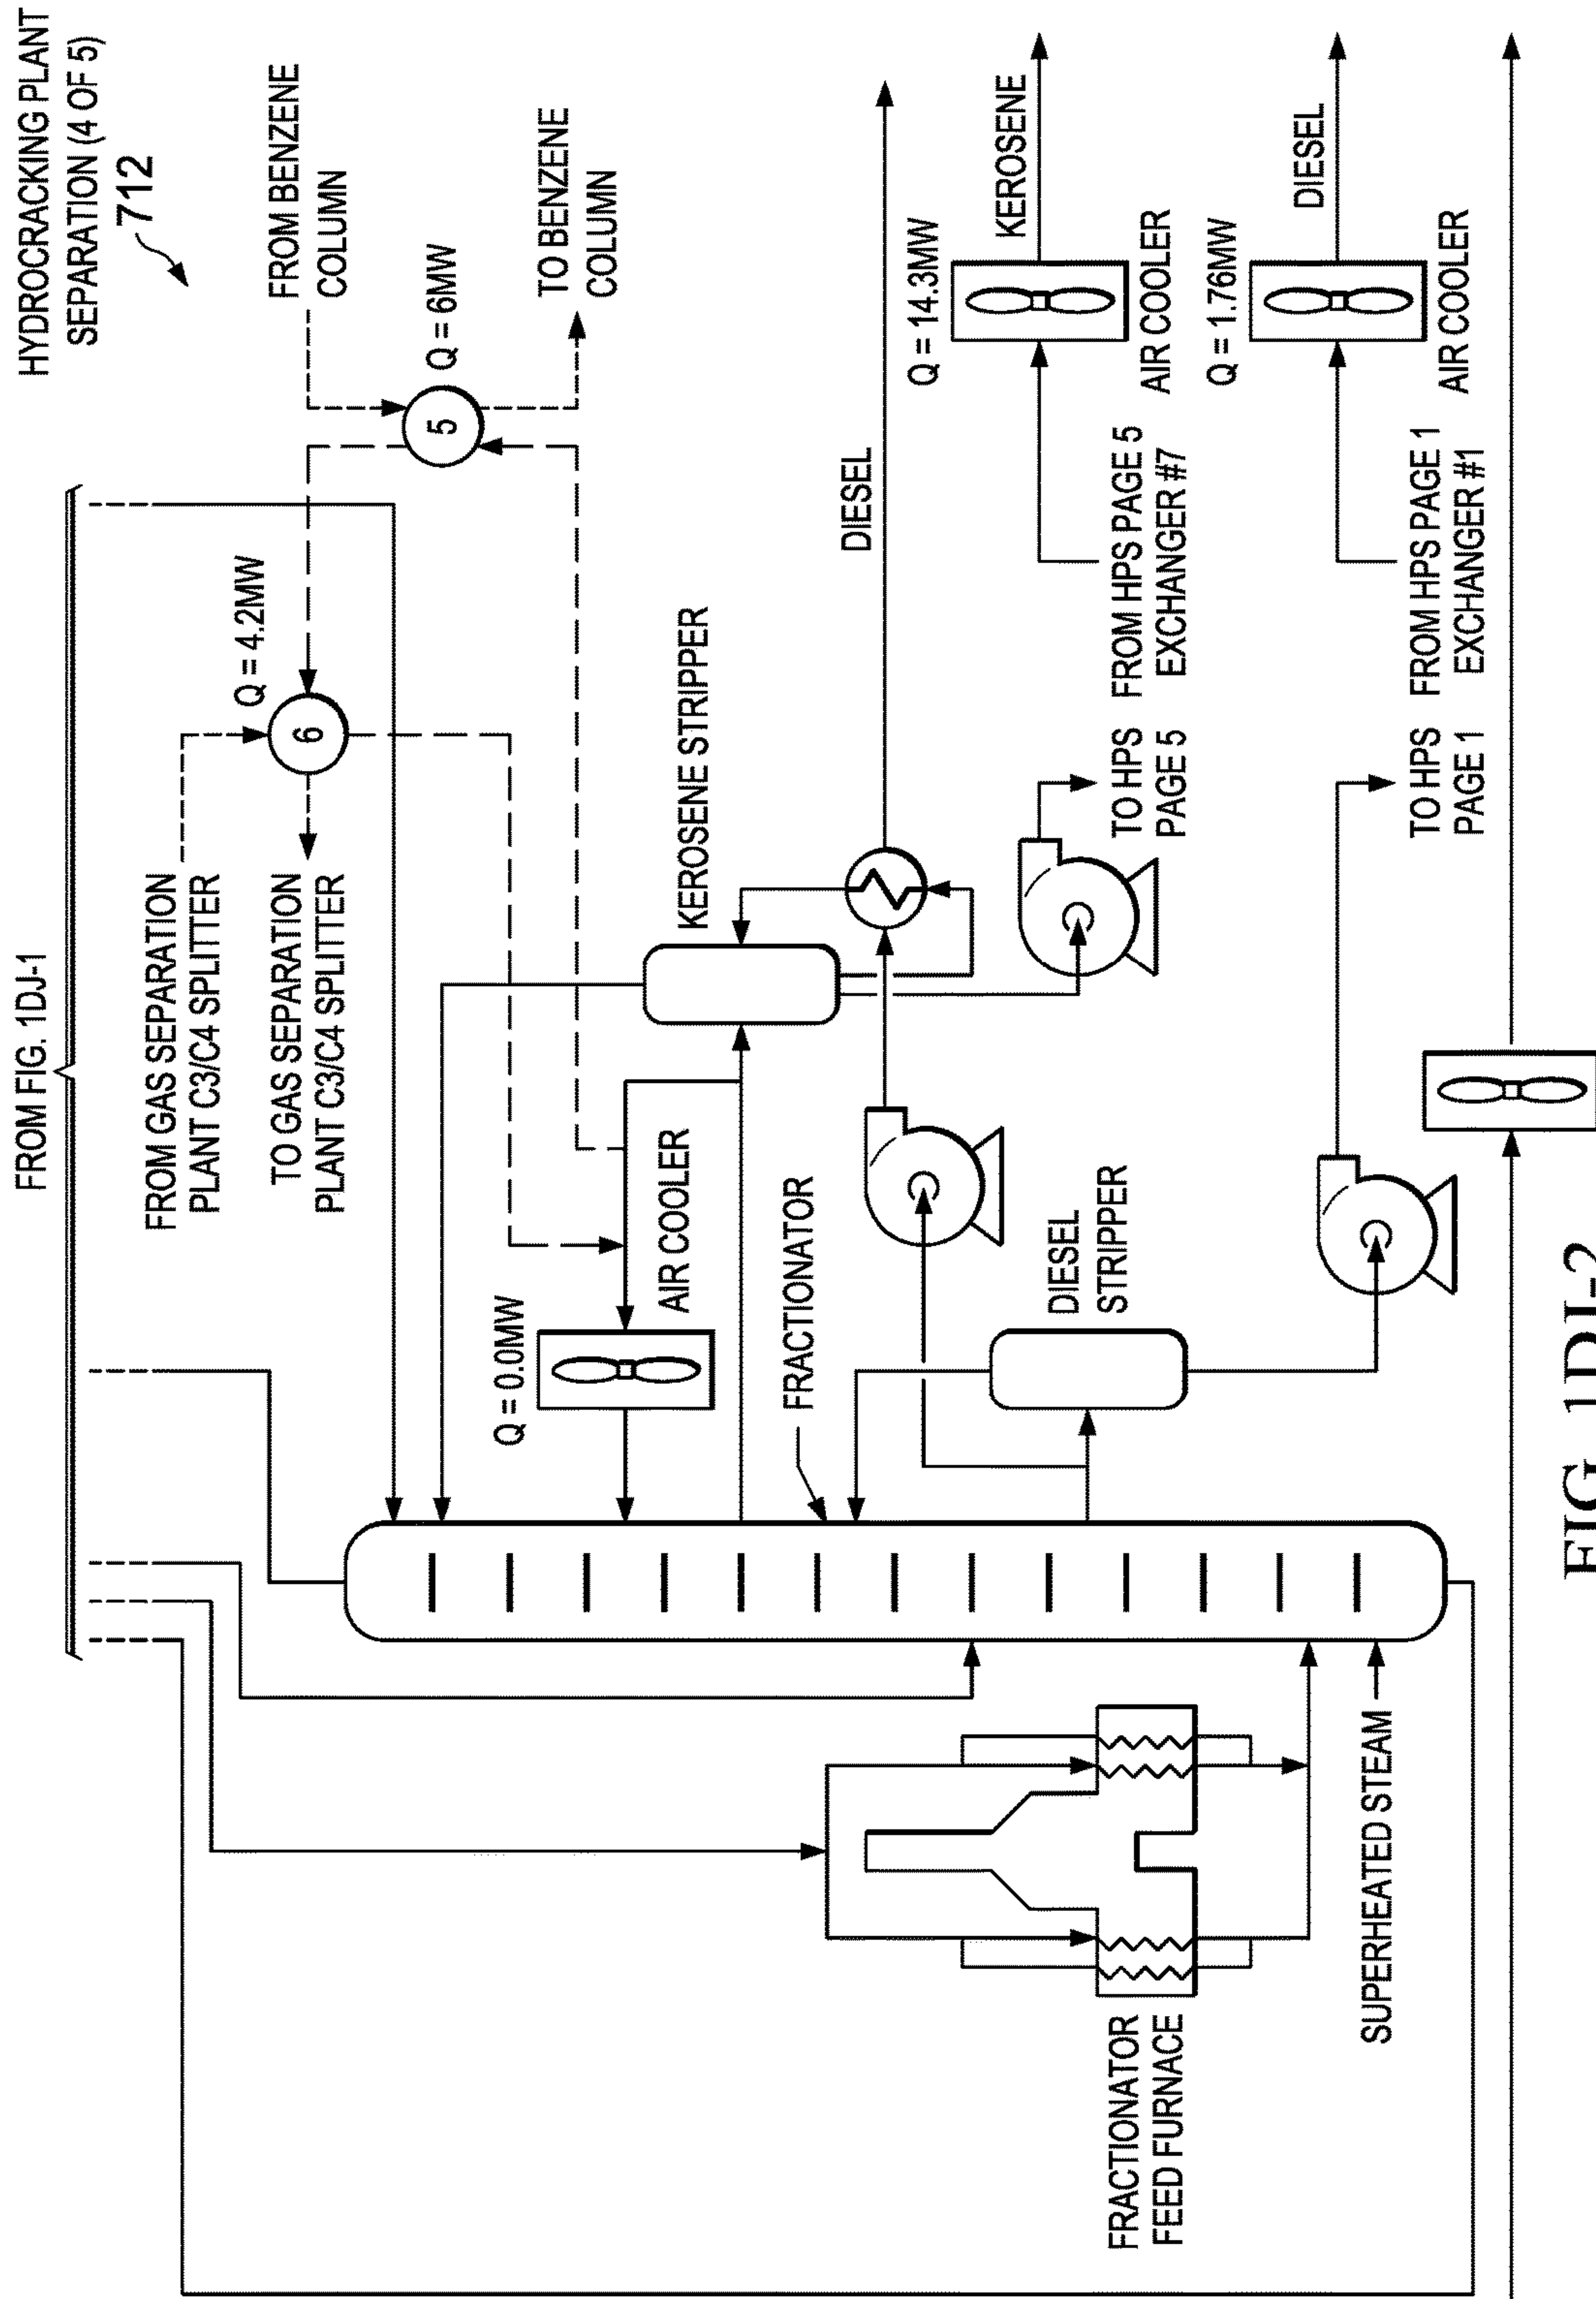 HYDROCRACKING PLANT
SEPARATION (4 OF 5)
712
FROM FIG. 1DJ-1
FROM BENZENE
COLUMN
Q = 6MW
5
TO BENZENE
COLUMN
Q = 4.2MW
6
FROM GAS SEPARATION
PLANT C3/C4 SPLITTER
TO GAS SEPARATION
PLANT C3/C4 SPLITTER
KEROSENE STRIPPER
Q = 0.0MW
AIR COOLER
FRACTIONATOR
DIESEL
Q = 14.3MW
KEROSENE
AIR COOLER
FROM HPS PAGE 5
EXCHANGER #7
TO HPS
PAGE 5
DIESEL
STRIPPER
Q = 1.76MW
DIESEL
AIR COOLER
FROM HPS PAGE 1
EXCHANGER #1
TO HPS
PAGE 1
FRACTIONATOR
FEED FURNACE
SUPERHEATED STEAM